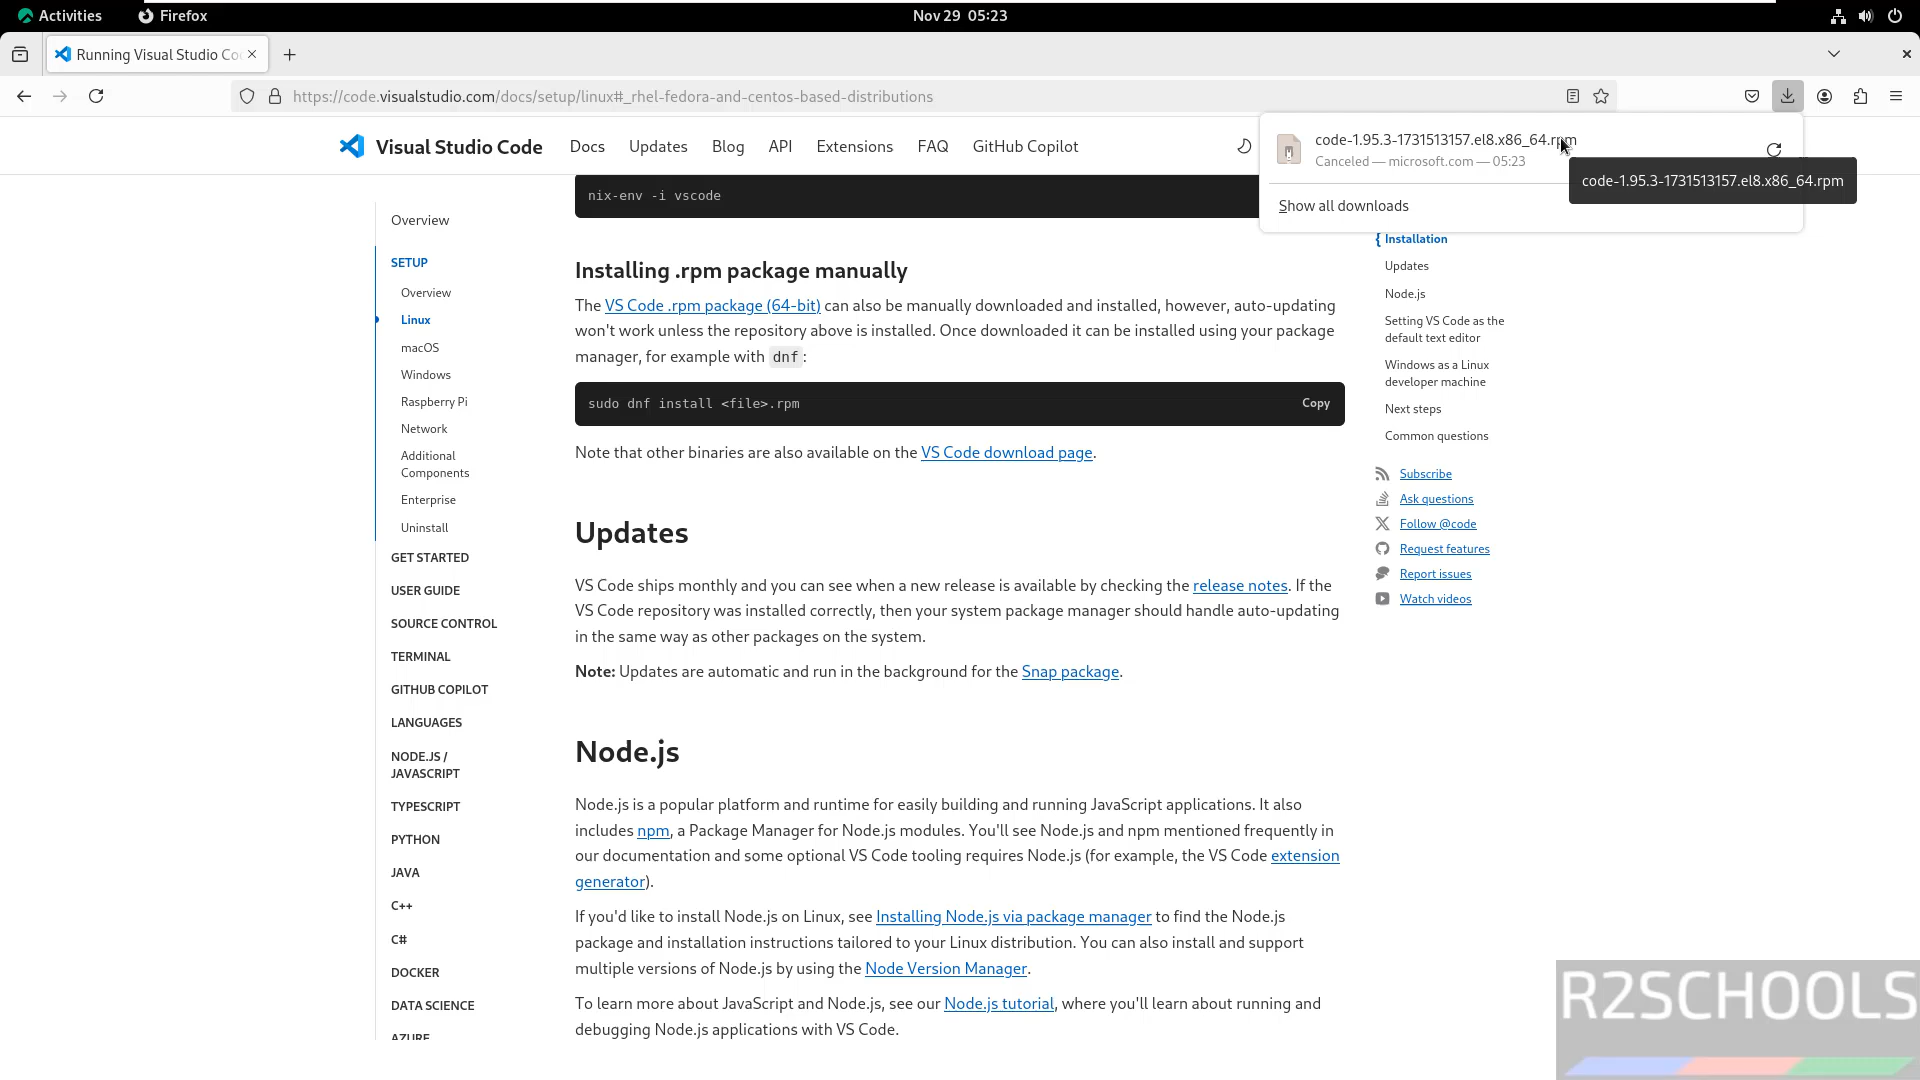 Activities
Firefox
Nov 29 05:23
Running Visual Studio Co
https://code.visualstudio.com/docs/setup/linux#_rhel-fedora-and-centos-based-distributions
Visual Studio Code
Docs
Updates
Blog
API
Extensions
FAQ
GitHub Copilot
code-1.95.3-1731513157.el8.x86_64.rpm
Canceled — microsoft.com — 05:23
code-1.95.3-1731513157.el8.x86_64.rpm
Show all downloads
Overview
SETUP
Overview
Linux
macOS
Windows
Raspberry Pi
Network
Additional
Components
Enterprise
Uninstall
GET STARTED
USER GUIDE
SOURCE CONTROL
TERMINAL
GITHUB COPILOT
LANGUAGES
NODE.JS /
JAVASCRIPT
TYPESCRIPT
PYTHON
JAVA
C++
C#
DOCKER
DATA SCIENCE
AZURE
nix-env -i vscode
Installing .rpm package manually
The VS Code .rpm package (64-bit) can also be manually downloaded and installed, however, auto-updating
won't work unless the repository above is installed. Once downloaded it can be installed using your package
manager, for example with dnf:
sudo dnf install <file>.rpm
Copy
Note that other binaries are also available on the VS Code download page.
Updates
VS Code ships monthly and you can see when a new release is available by checking the release notes. If the
VS Code repository was installed correctly, then your system package manager should handle auto-updating
in the same way as other packages on the system.
Note: Updates are automatic and run in the background for the Snap package.
Node.js
Node.js is a popular platform and runtime for easily building and running JavaScript applications. It also
includes npm, a Package Manager for Node.js modules. You'll see Node.js and npm mentioned frequently in
our documentation and some optional VS Code tooling requires Node.js (for example, the VS Code extension
generator).
If you'd like to install Node.js on Linux, see Installing Node.js via package manager to find the Node.js
package and installation instructions tailored to your Linux distribution. You can also install and support
multiple versions of Node.js by using the Node Version Manager.
To learn more about JavaScript and Node.js, see our Node.js tutorial, where you'll learn about running and
debugging Node.js applications with VS Code.
Installation
Updates
Node.js
Setting VS Code as the
default text editor
Windows as a Linux
developer machine
Next steps
Common questions
Subscribe
Ask questions
Follow @code
Request features
Report issues
Watch videos
R2SCHOOLS